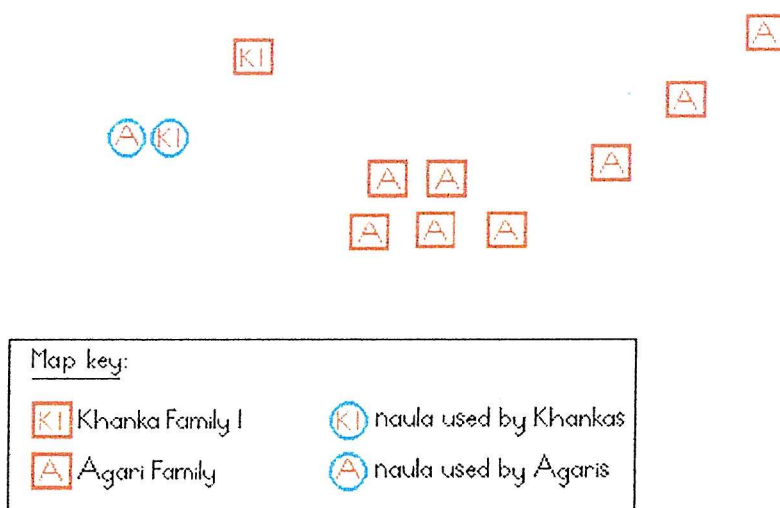 A
KI
A
A KI
A
A A
A A A
Map key:
KI Khanka Family I KI naula used by Khankas
A Agari Family A naula used by Agaris